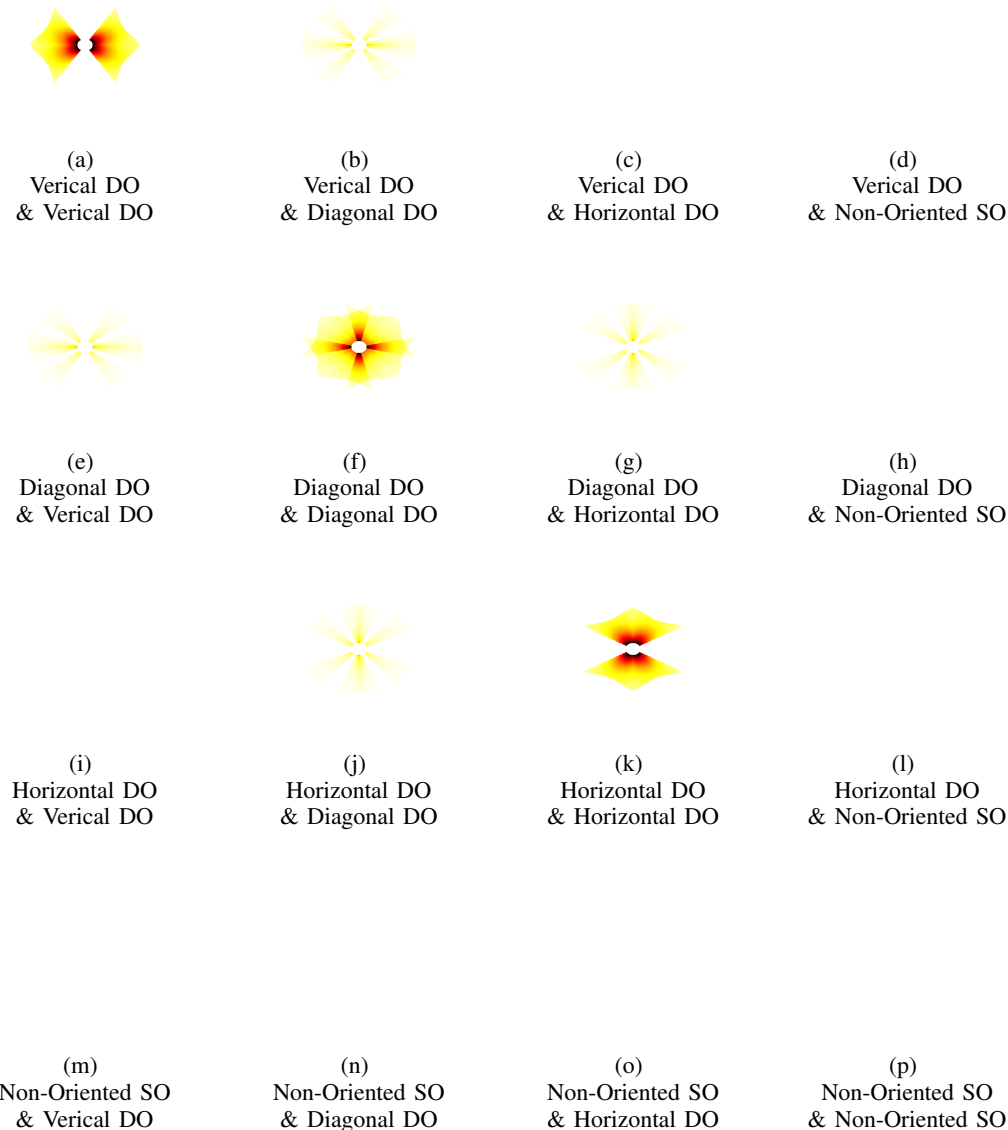 (a)
Verical DO
& Verical DO
(b)
Verical DO
& Diagonal DO
(c)
Verical DO
& Horizontal DO
(d)
Verical DO
& Non-Oriented SO
(e)
Diagonal DO
& Verical DO
(f)
Diagonal DO
& Diagonal DO
(g)
Diagonal DO
& Horizontal DO
(h)
Diagonal DO
& Non-Oriented SO
(i)
Horizontal DO
& Verical DO
(j)
Horizontal DO
& Diagonal DO
(k)
Horizontal DO
& Horizontal DO
(l)
Horizontal DO
& Non-Oriented SO
(m)
Non-Oriented SO
& Verical DO
(n)
Non-Oriented SO
& Diagonal DO
(o)
Non-Oriented SO
& Horizontal DO
(p)
Non-Oriented SO
& Non-Oriented SO